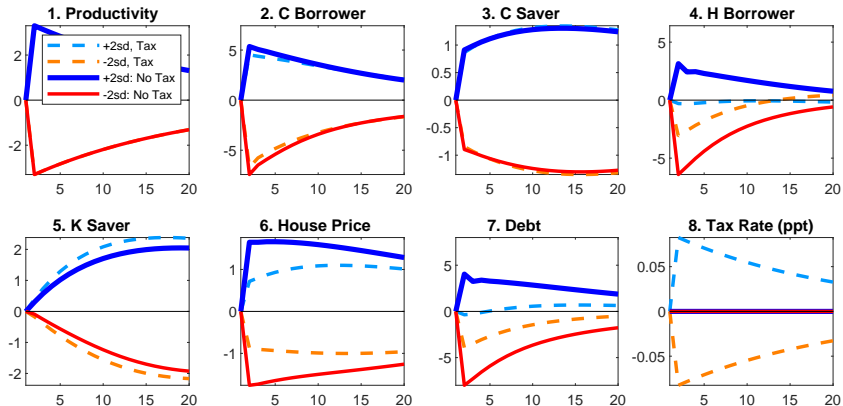 1. Productivity
2. C Borrower
3. C Saver
4. H Borrower
+2sd, Tax
-2sd, Tax
+2sd: No Tax
-2sd: No Tax
2
0
-2
5 10 15 20
5
0
-5
5 10 15 20
1
0.5
0
-0.5
-1
5 10 15 20
5
0
-5
5 10 15 20
5. K Saver
6. House Price
7. Debt
8. Tax Rate (ppt)
2
1
0
-1
-2
5 10 15 20
1
0
-1
5 10 15 20
5
0
-5
5 10 15 20
0.05
0
-0.05
5 10 15 20